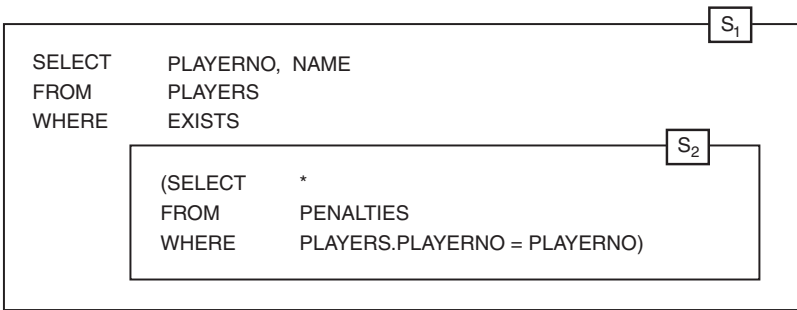 S1
SELECT PLAYERNO, NAME
FROM PLAYERS
WHERE EXISTS
S2
(SELECT *
FROM PENALTIES
WHERE PLAYERS.PLAYERNO = PLAYERNO)